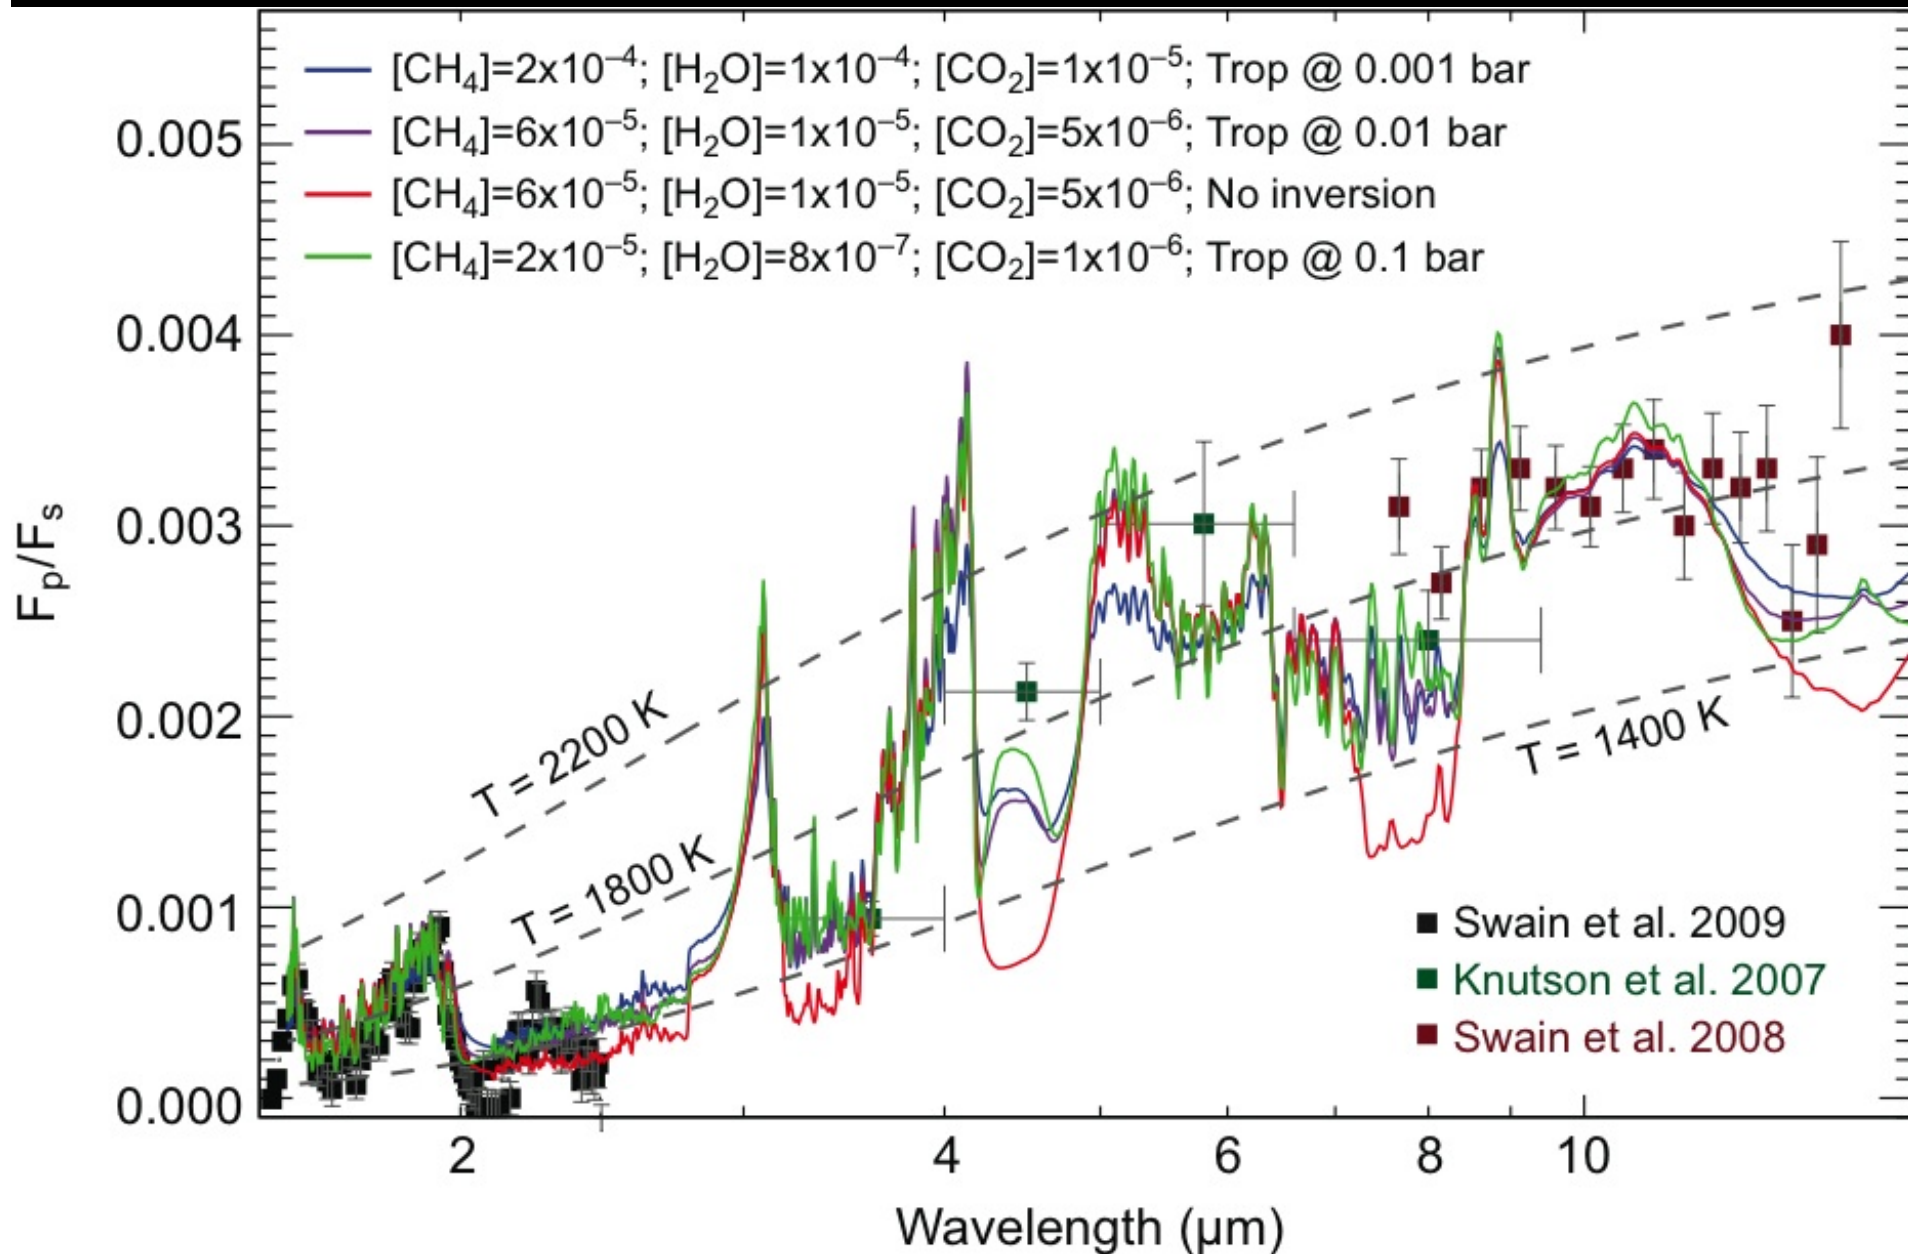 [CH₄]=2x10⁻⁴; [H₂O]=1x10⁻⁴; [CO₂]=1x10⁻⁵; Trop @ 0.001 bar
[CH₄]=6x10⁻⁵; [H₂O]=1x10⁻⁵; [CO₂]=5x10⁻⁶; Trop @ 0.01 bar
[CH₄]=6x10⁻⁵; [H₂O]=1x10⁻⁵; [CO₂]=5x10⁻⁶; No inversion
[CH₄]=2x10⁻⁵; [H₂O]=8x10⁻⁷; [CO₂]=1x10⁻⁶; Trop @ 0.1 bar
0.005
0.004
0.003
0.002
0.001
0.000
Fₚ/Fₛ
T = 2200 K
T = 1800 K
T = 1400 K
Swain et al. 2009
Knutson et al. 2007
Swain et al. 2008
2 4 6 8 10
Wavelength (µm)